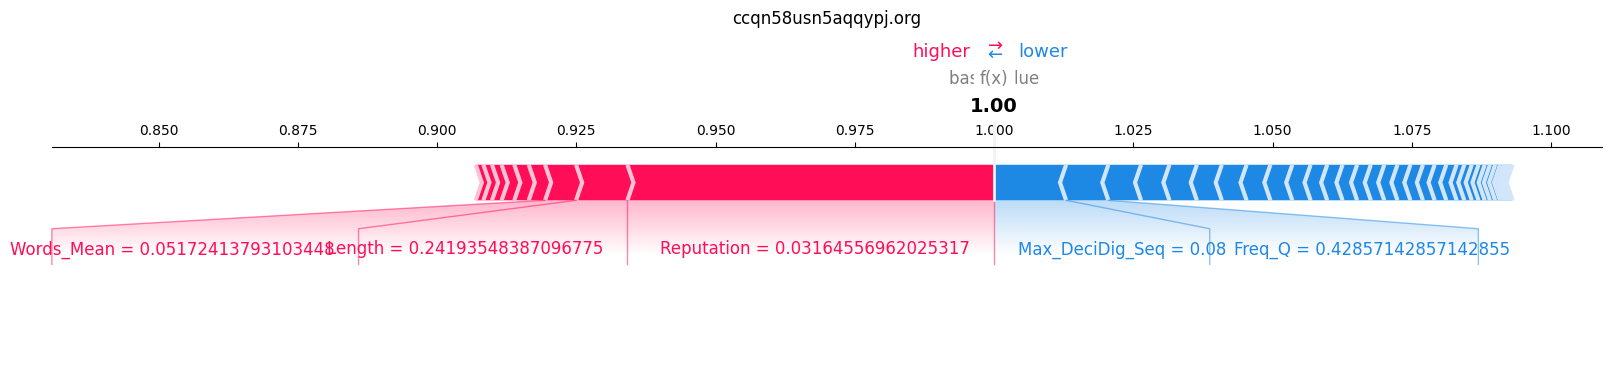 ccqn58usn5aqqypj.org
higher ⇄ lower
f(x) lue
1.00
0.850 0.875 0.900 0.925 0.950 0.975 1.000 1.025 1.050 1.075 1.100
Words_Mean = 0.05172413793103448 Length = 0.24193548387096775 Reputation = 0.03164556962025317 Max_DeciDig_Seq = 0.08 Freq_Q = 0.42857142857142855